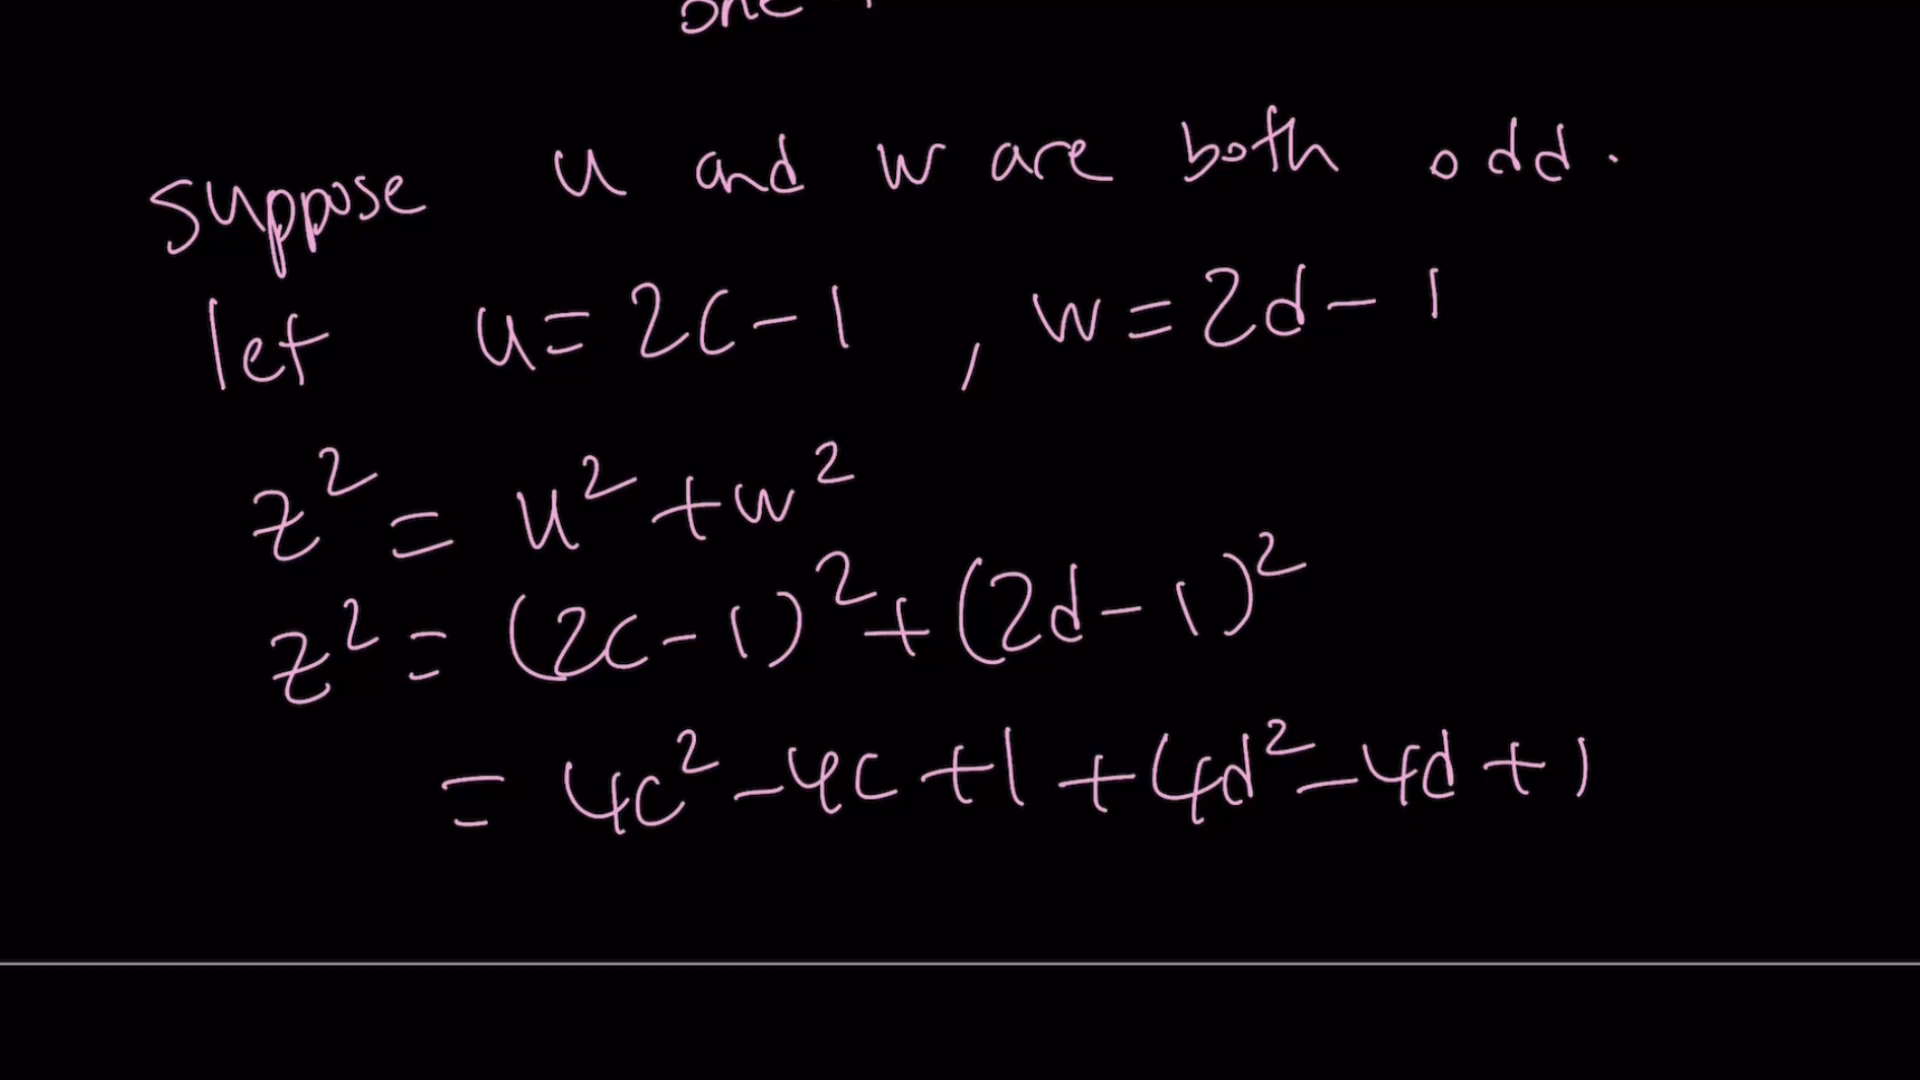 one
Suppose u and w are both odd.
let u = 2c - 1 , w = 2d - 1
z² = u² + w²
z² = (2c - 1)² + (2d - 1)²
= 4c² - 4c + 1 + 4d² - 4d + 1